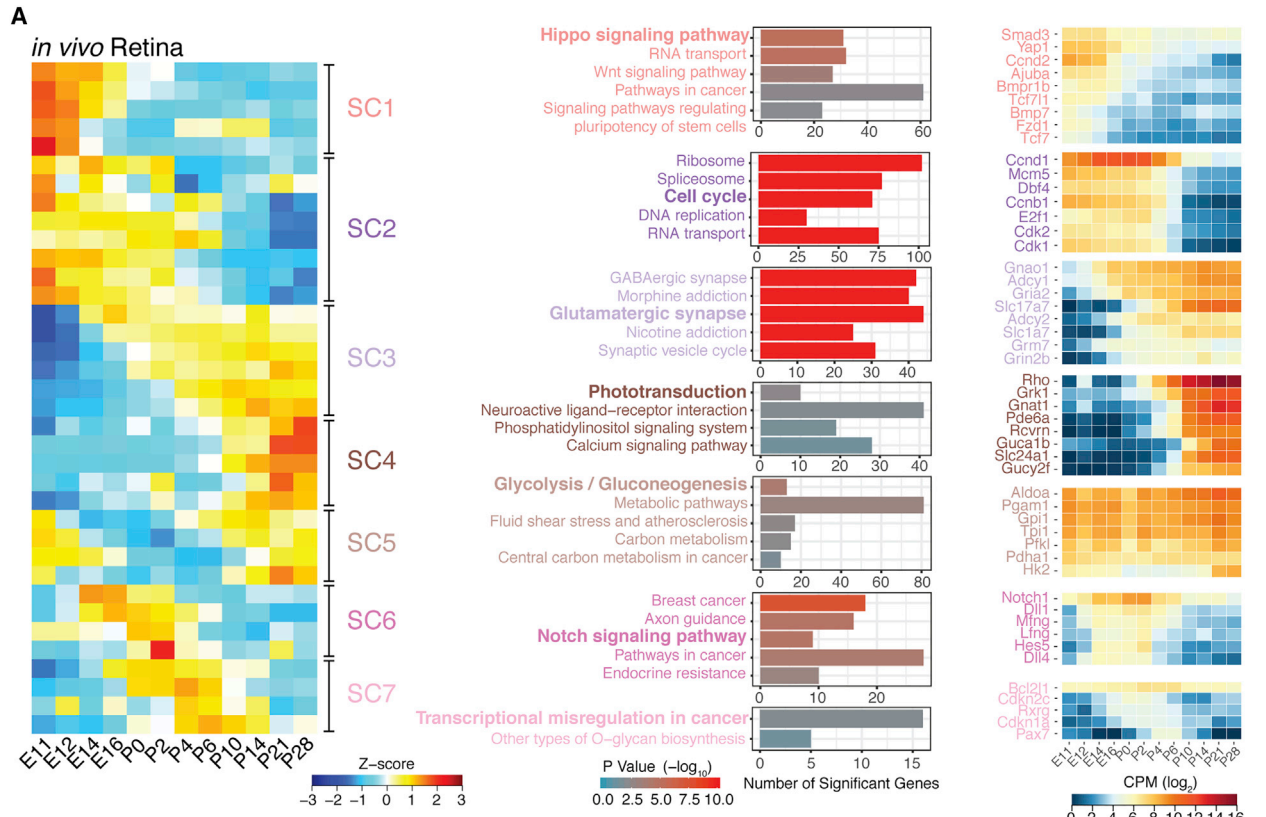 A
in vivo Retina
SC1
SC2
SC3
SC4
SC5
SC6
SC7
E11 E12 E14 E16 P0 P2 P4 P6 P10 P14 P21 P28
Z-score
−3 −2 −1 0 1 2 3
Hippo signaling pathway
RNA transport
Wnt signaling pathway
Pathways in cancer
Signaling pathways regulating
pluripotency of stem cells
0 20 40 60
Ribosome
Spliceosome
Cell cycle
DNA replication
RNA transport
0 25 50 75 100
GABAergic synapse
Morphine addiction
Glutamatergic synapse
Nicotine addiction
Synaptic vesicle cycle
0 10 20 30 40
Phototransduction
Neuroactive ligand−receptor interaction
Phosphatidylinositol signaling system
Calcium signaling pathway
0 10 20 30 40
Glycolysis / Gluconeogenesis
Metabolic pathways
Fluid shear stress and atherosclerosis
Carbon metabolism
Central carbon metabolism in cancer
0 20 40 60 80
Breast cancer
Axon guidance
Notch signaling pathway
Pathways in cancer
Endocrine resistance
0 10 20
Transcriptional misregulation in cancer
Other types of O−glycan biosynthesis
0 5 10 15
P Value (−log10)
0.0 2.5 5.0 7.5 10.0
Number of Significant Genes
Smad3
Yap1
Ccnd2
Ajuba
Bmpr1b
Tcf7l1
Bmp7
Fzd1
Tcf7
Ccnd1
Mcm5
Dbf4
Ccnb1
E2f1
Cdk2
Cdk1
Gnao1
Adcy1
Gria2
Slc17a7
Adcy2
Slc1a7
Grm7
Grin2b
Rho
Grk1
Gnat1
Pde6a
Rcvrn
Guca1b
Slc24a1
Gucy2f
Aldoa
Pgam1
Gpi1
Tpi1
Pfkl
Pdha1
Hk2
Notch1
Dll1
Mfng
Lfng
Hes5
Dll4
Bcl2l1
Cdkn2c
Rxrg
Cdkn1a
Pax7
E11 E12 E14 E16 P0 P2 P4 P6 P10 P14 P21 P28
CPM (log2)
0 2 4 6 8 10 12 14 16